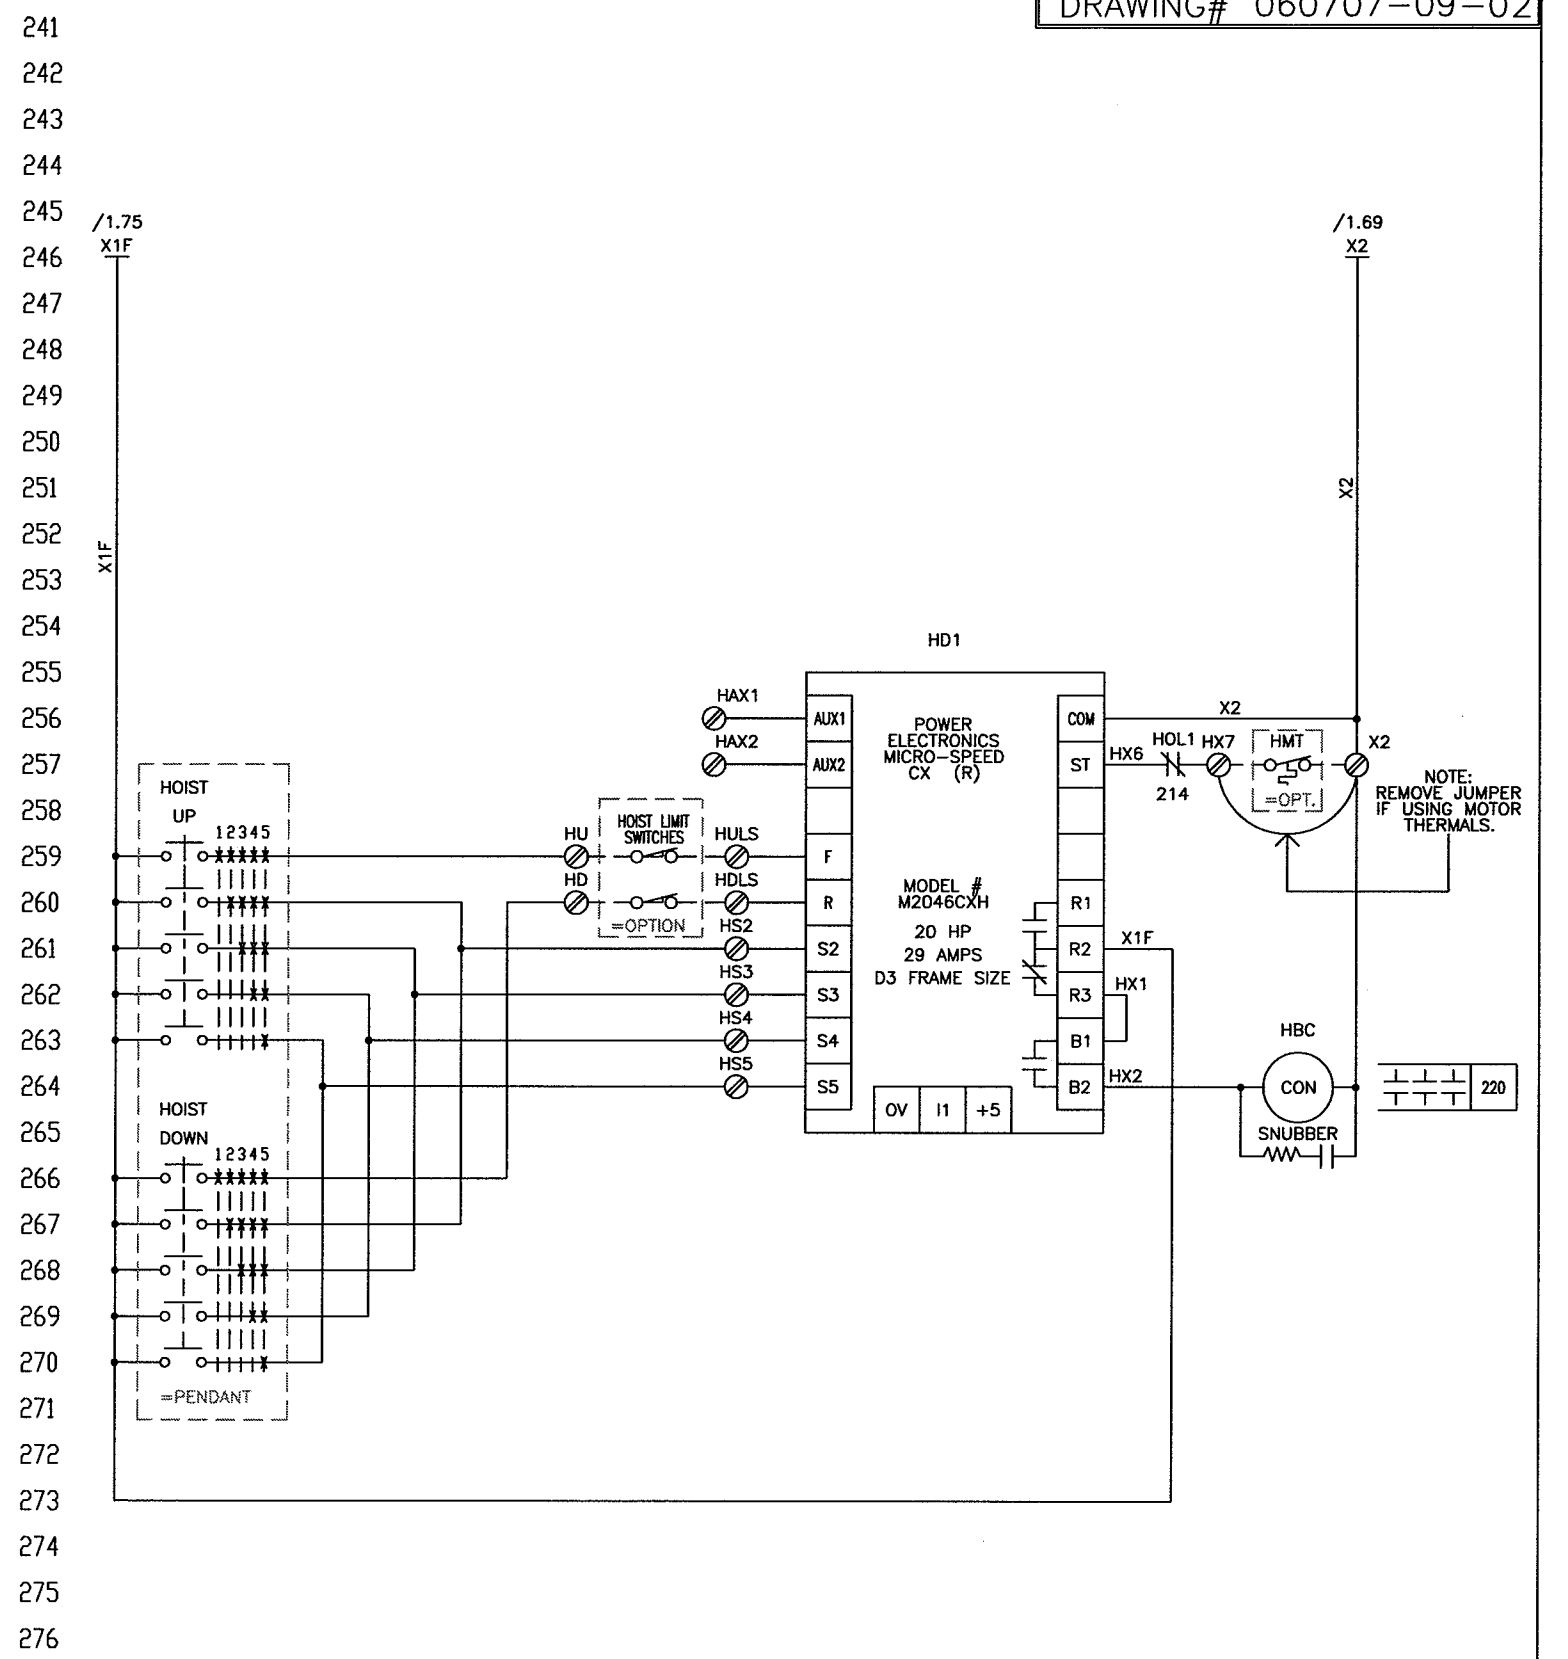 DRAWING# 060707-09-02
241
242
243
244
245
/1.75
/1.69
246
X1F
X2
247
248
249
250
251
X2
252
X1F
253
254
HD1
255
256
HAX1
AUX1
POWER
ELECTRONICS
MICRO-SPEED
CX (R)
COM
X2
257
HAX2
AUX2
ST
HX6
HOL1
HX7
HMT
X2
214
=OPT.
NOTE:
REMOVE JUMPER
IF USING MOTOR
THERMALS.
HOIST
258
UP
12345
HOIST LIMIT
SWITCHES
259
HU
HULS
F
260
HD
HDLS
R
MODEL #
M2046CXH
R1
=OPTION
261
HS2
S2
20 HP
29 AMPS
D3 FRAME SIZE
R2
X1F
262
HS3
S3
R3
HX1
263
HS4
S4
B1
HBC
264
HS5
S5
0V
I1
+5
B2
HX2
CON
220
HOIST
265
DOWN
12345
SNUBBER
266
267
268
269
270
=PENDANT
271
272
273
274
275
276